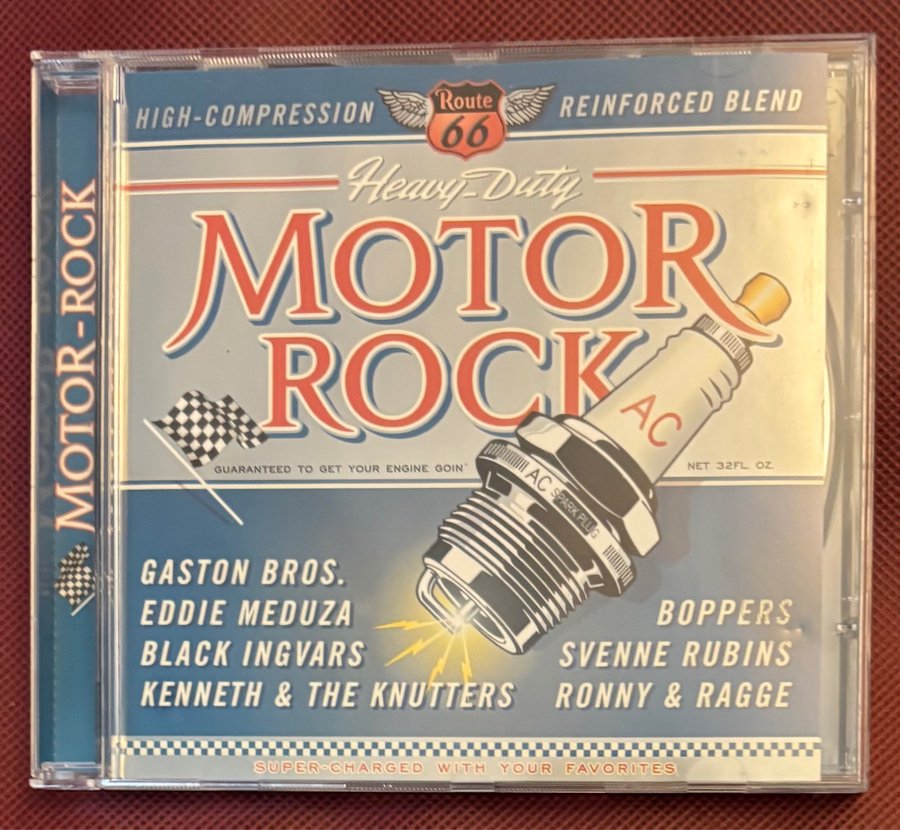 MOTOR-ROCK
HIGH-COMPRESSION
Route
66
REINFORCED BLEND
Heavy-Duty
MOTOR
ROCK
AC
GUARANTEED TO GET YOUR ENGINE GOIN'
NET 32FL. OZ.
AC SPARK PLUG
GASTON BROS.
EDDIE MEDUZA
BLACK INGVARS
KENNETH & THE KNUTTERS
BOPPERS
SVENNE RUBINS
RONNY & RAGGE
SUPER-CHARGED WITH YOUR FAVORITES